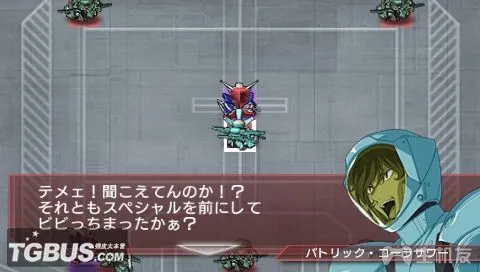 テメェ！聞こえてんのか！？
それともスペシャルを前にして
ビビっちまったかぁ？
パトリック・コーラサワー
TGBUS.com